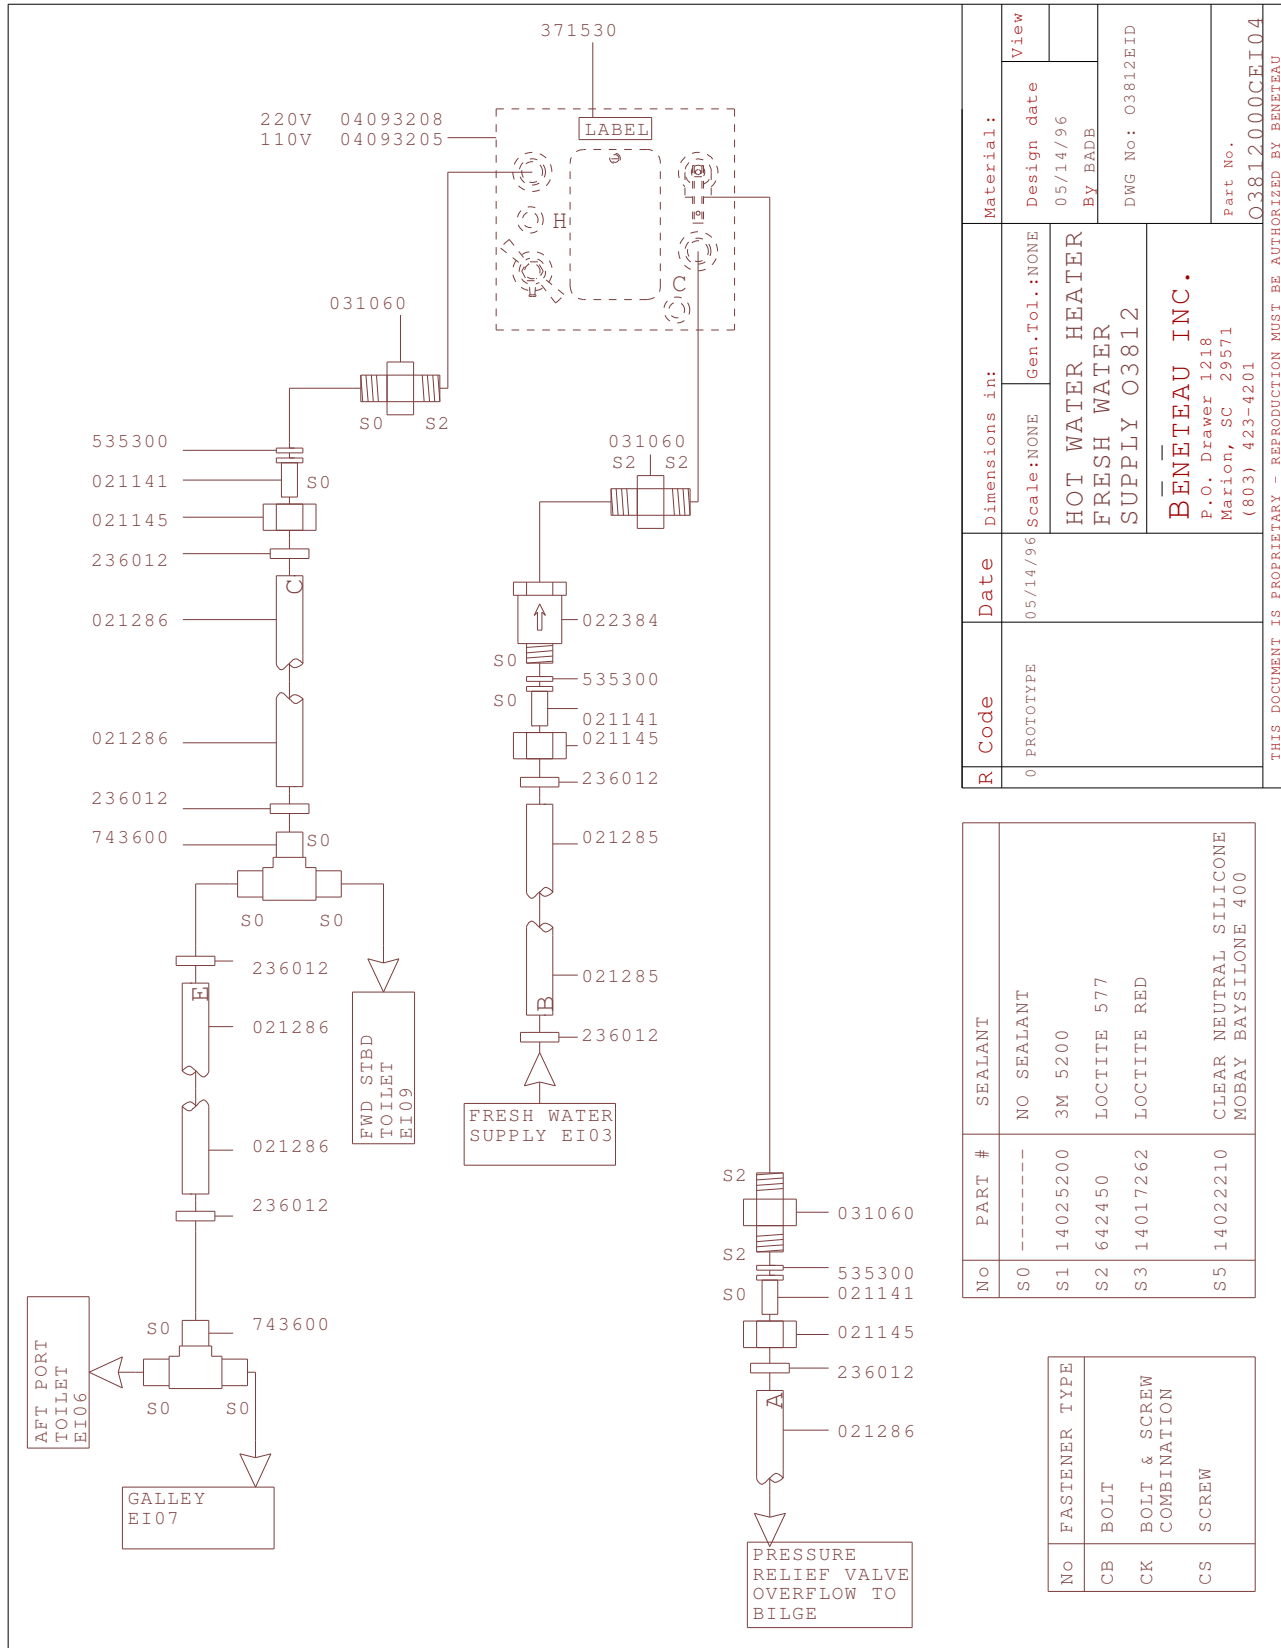 371530
220V 04093208
110V 04093205
LABEL
H
C
031060
S0 S2
535300
021141
S0
021145
236012
C
021286
021286
236012
743600
S0
S0 S0
236012
E
021286
021286
236012
S0
743600
S0 S0
AFT PORT
TOILET
EI06
GALLEY
EI07
FWD STBD
TOILET
EI09
031060
S2 S2
022384
S0
535300
S0
021141
021145
236012
021285
021285
B
236012
FRESH WATER
SUPPLY EI03
S2
031060
S2
535300
S0
021141
021145
236012
A
021286
PRESSURE
RELIEF VALVE
OVERFLOW TO
BILGE
R Code Date Dimensions in: Material:
0 PROTOTYPE 05/14/96 Scale:NONE Gen.Tol.:NONE Design date View
05/14/96
By BADB
HOT WATER HEATER
FRESH WATER
SUPPLY O3812
DWG No: O3812EID
BENETEAU INC.
P.O. Drawer 1218
Marion, SC 29571
(803) 423-4201
Part No.
O3812000CEI04
THIS DOCUMENT IS PROPRIETARY - REPRODUCTION MUST BE AUTHORIZED BY BENETEAU
No PART # SEALANT
S0 -------- NO SEALANT
S1 14025200 3M 5200
S2 642450 LOCTITE 577
S3 14017262 LOCTITE RED
S5 14022210 CLEAR NEUTRAL SILICONE
MOBAY BAYSILONE 400
No FASTENER TYPE
CB BOLT
CK BOLT & SCREW
COMBINATION
CS SCREW